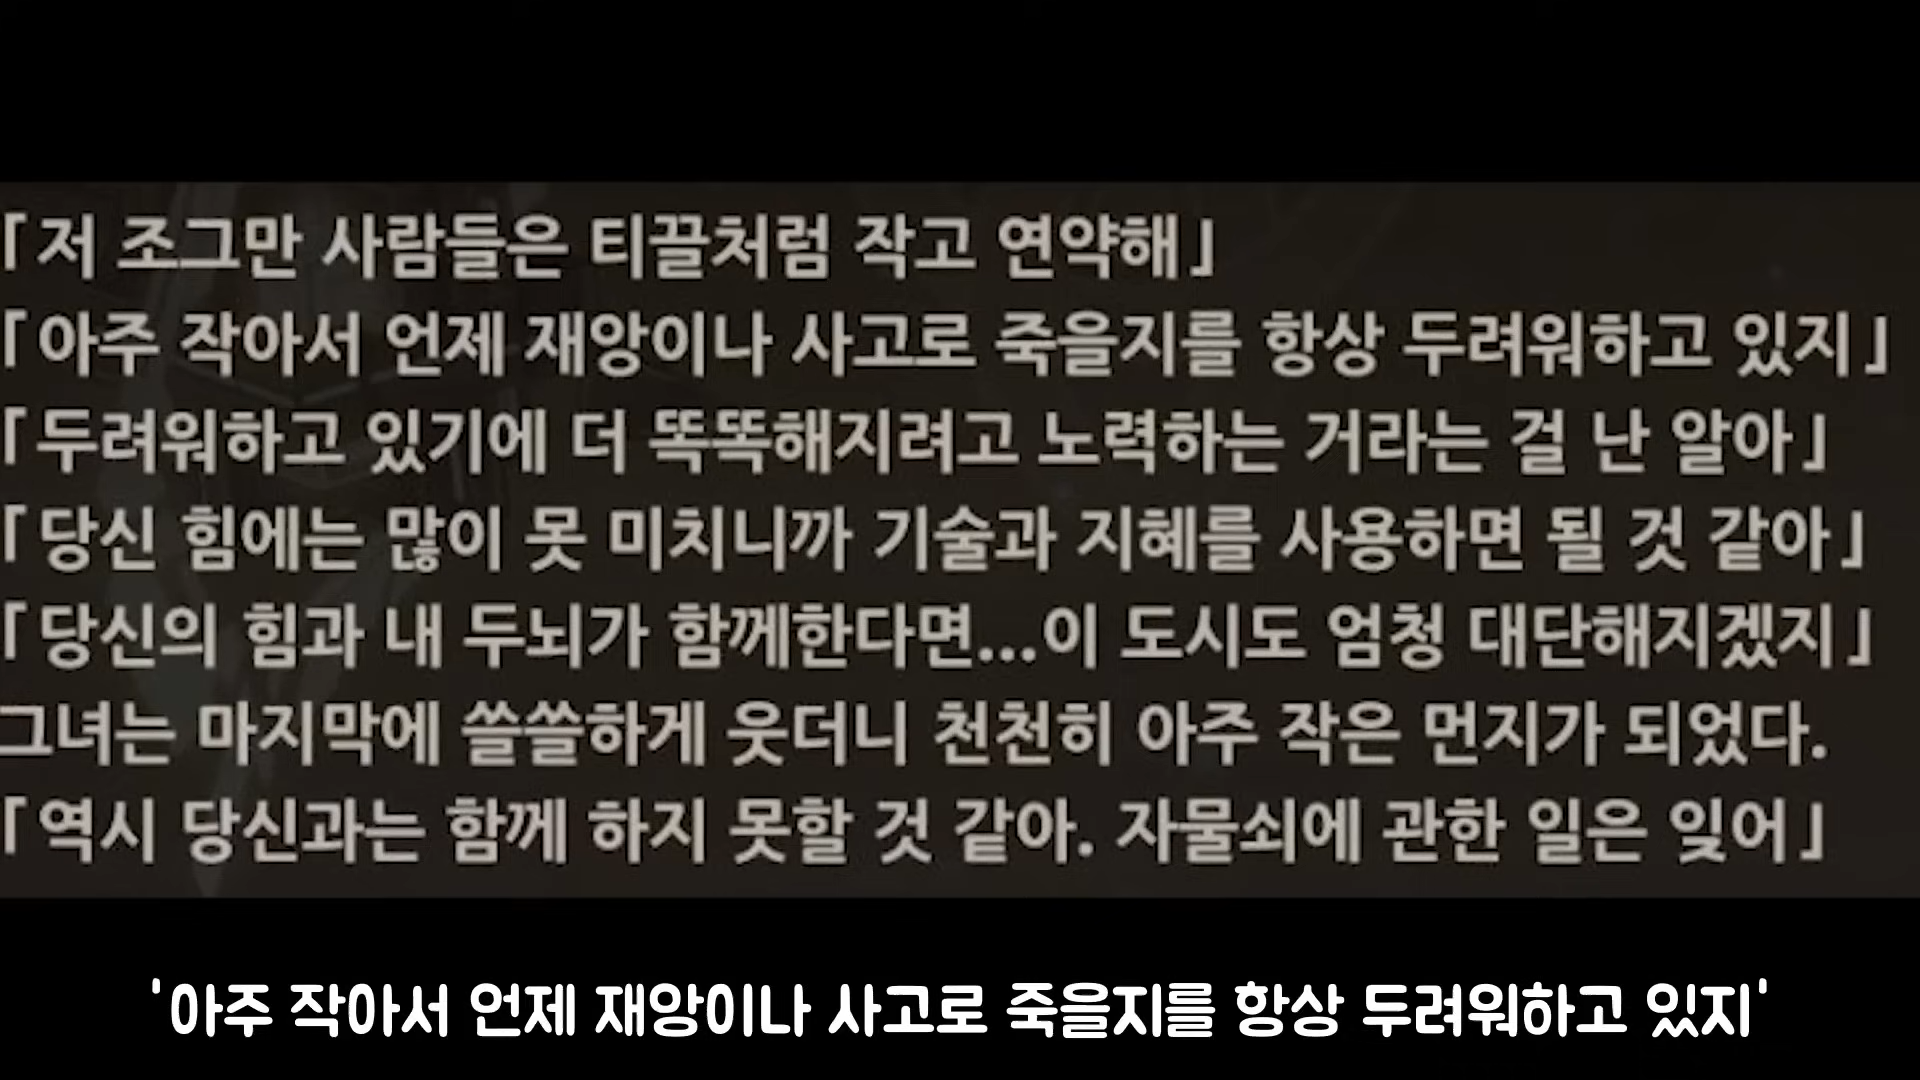 「저 조그만 사람들은 티끌처럼 작고 연약해」
「아주 작아서 언제 재앙이나 사고로 죽을지를 항상 두려워하고 있지」
「두려워하고 있기에 더 똑똑해지려고 노력하는 거라는 걸 난 알아」
「당신 힘에는 많이 못 미치니까 기술과 지혜를 사용하면 될 것 같아」
「당신의 힘과 내 두뇌가 함께한다면...이 도시도 엄청 대단해지겠지」
그녀는 마지막에 쓸쓸하게 웃더니 천천히 아주 작은 먼지가 되었다.
「역시 당신과는 함께 하지 못할 것 같아. 자물쇠에 관한 일은 잊어」
'아주 작아서 언제 재앙이나 사고로 죽을지를 항상 두려워하고 있지'